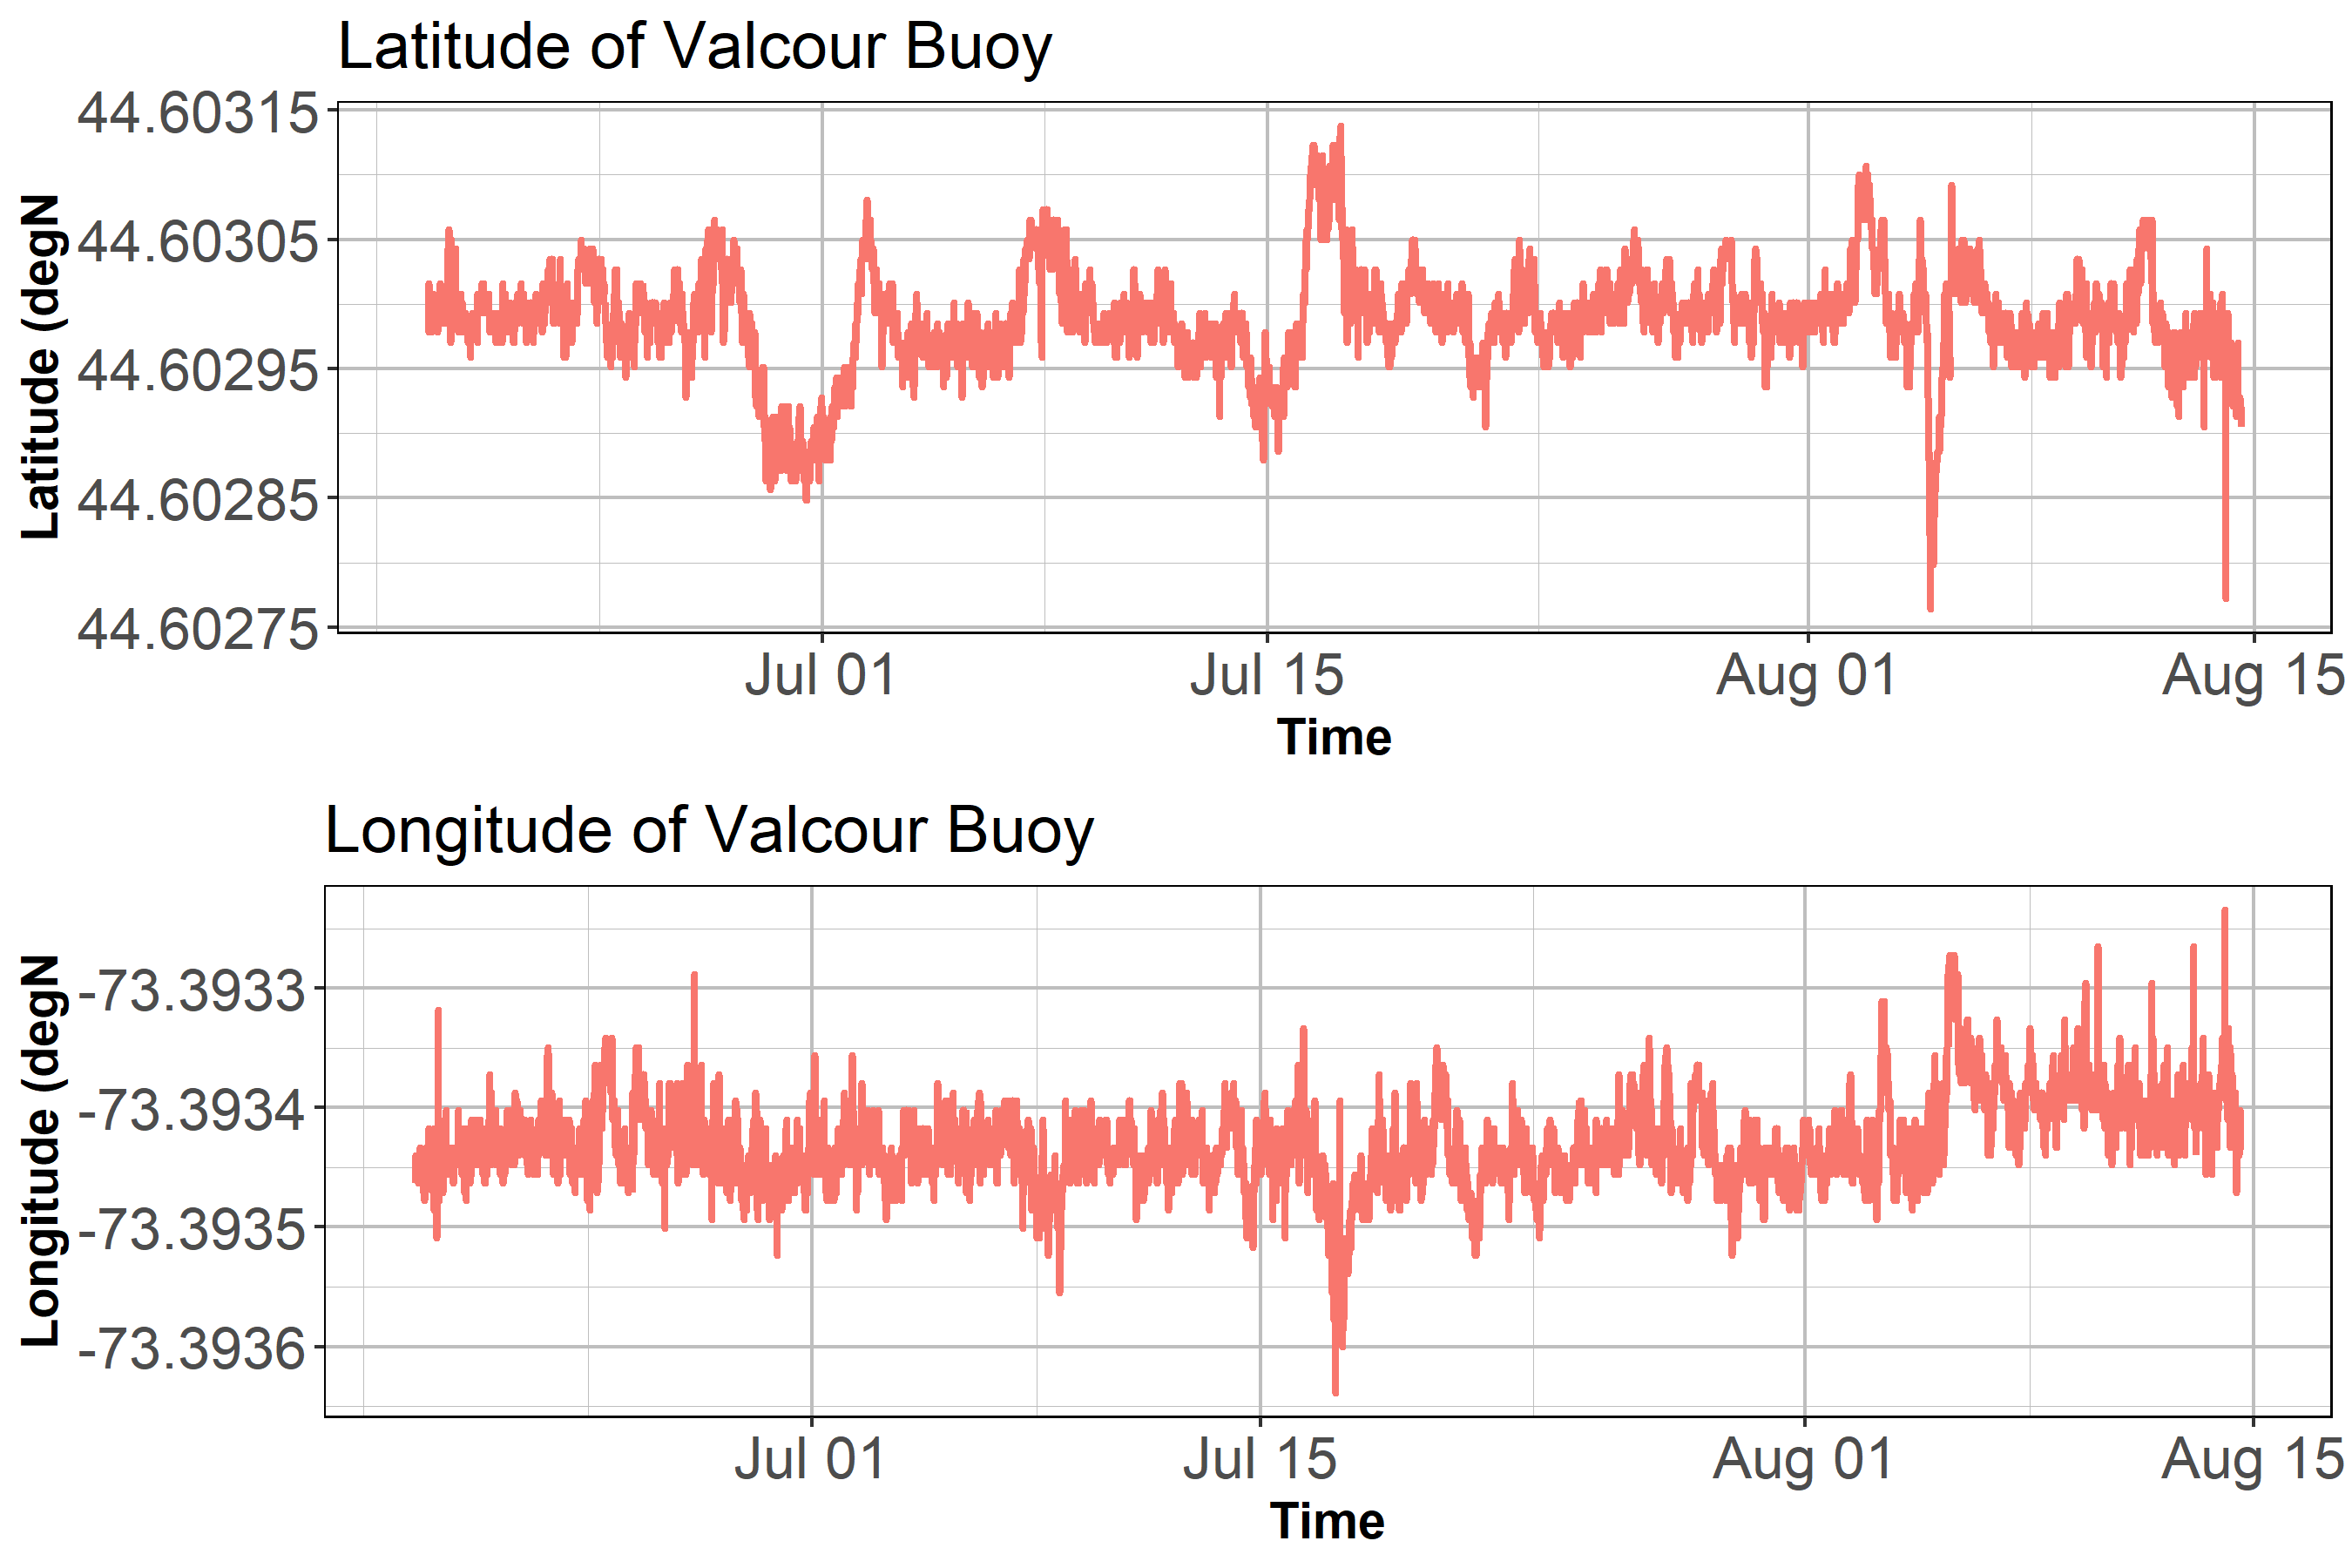 Latitude of Valcour Buoy
Latitude (degN
44.60315
44.60305
44.60295
44.60285
44.60275
Jul 01 Jul 15 Aug 01 Aug 15
Time
Longitude of Valcour Buoy
Longitude (degN
-73.3933
-73.3934
-73.3935
-73.3936
Jul 01 Jul 15 Aug 01 Aug 15
Time